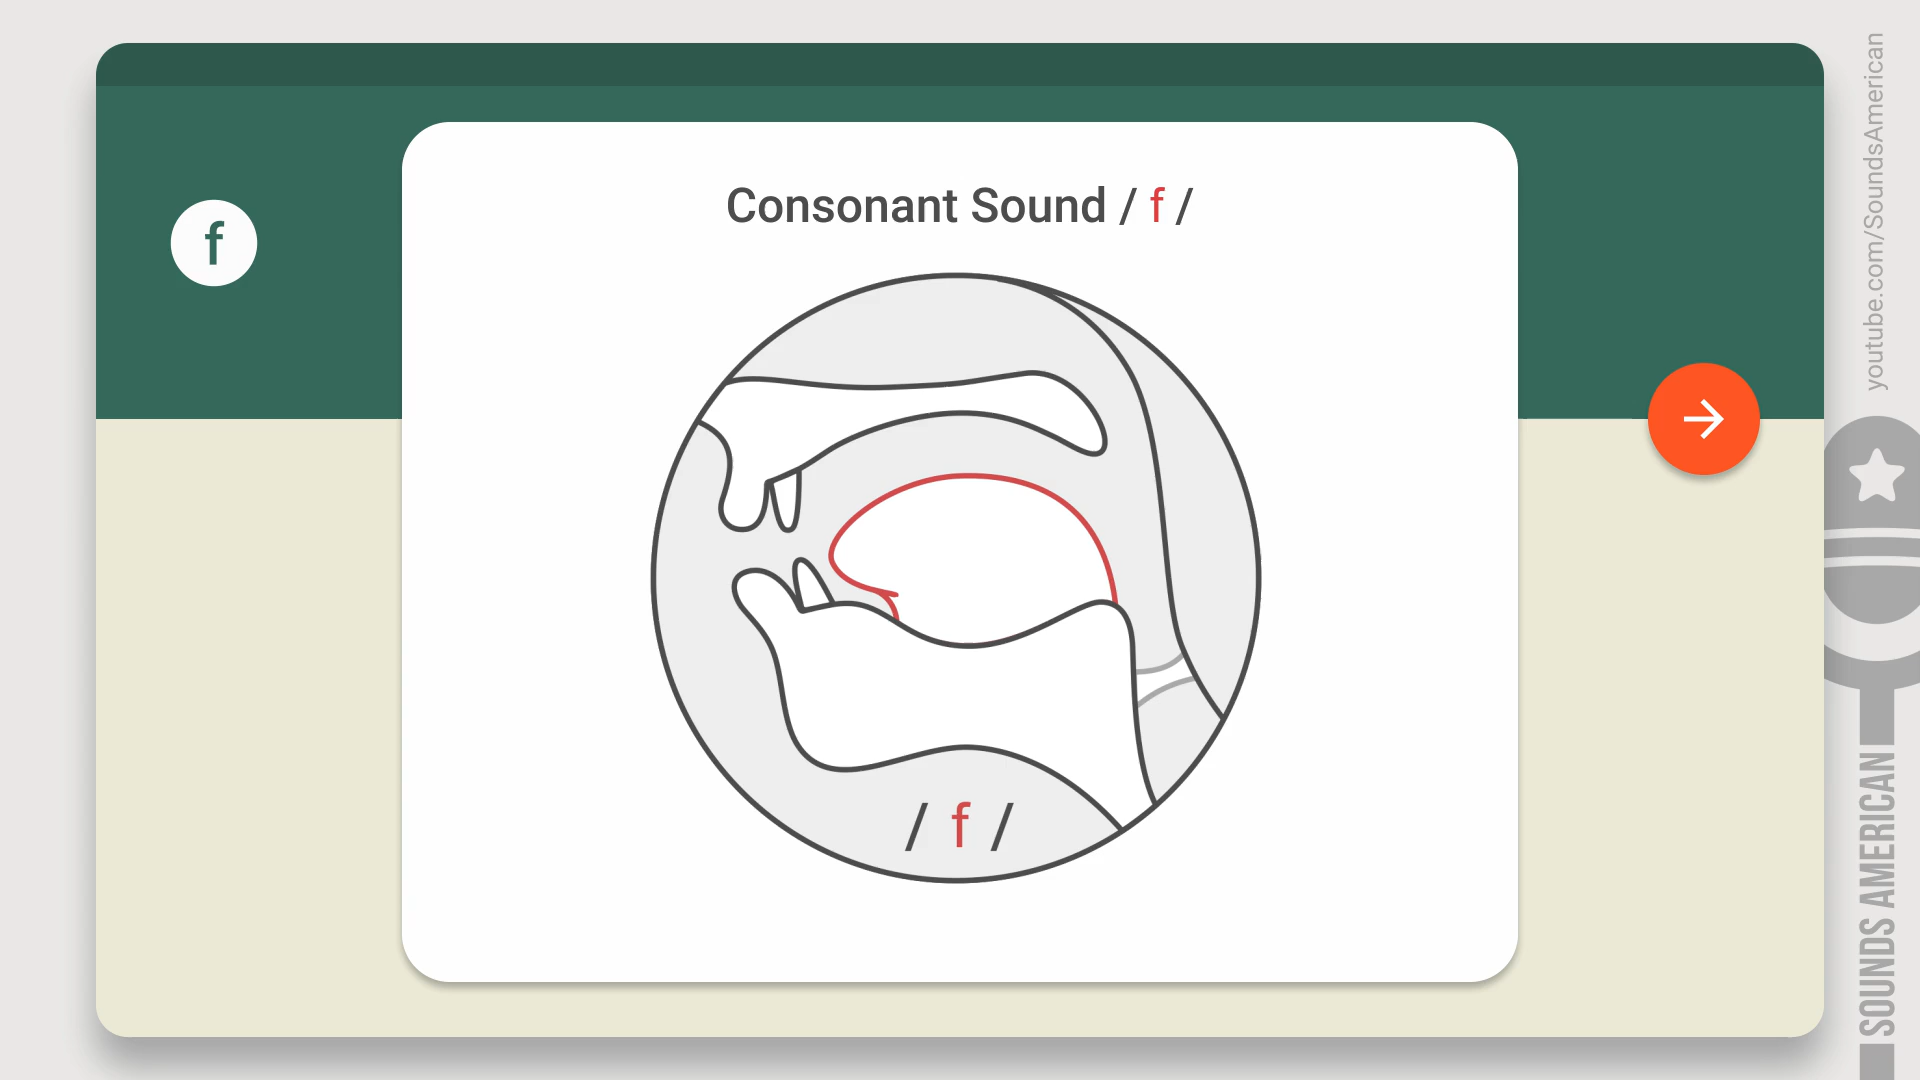 f
Consonant Sound / f /
/ f /
youtube.com/SoundsAmerican
SOUNDS AMERICAN